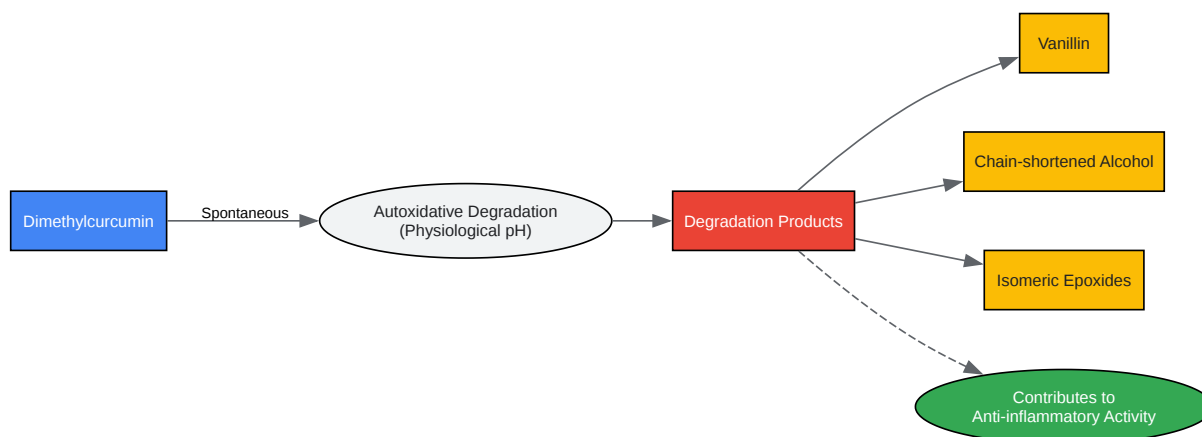 Dimethylcurcumin
Spontaneous
Autoxidative Degradation
(Physiological pH)
Degradation Products
Vanillin
Chain-shortened Alcohol
Isomeric Epoxides
Contributes to
Anti-inflammatory Activity